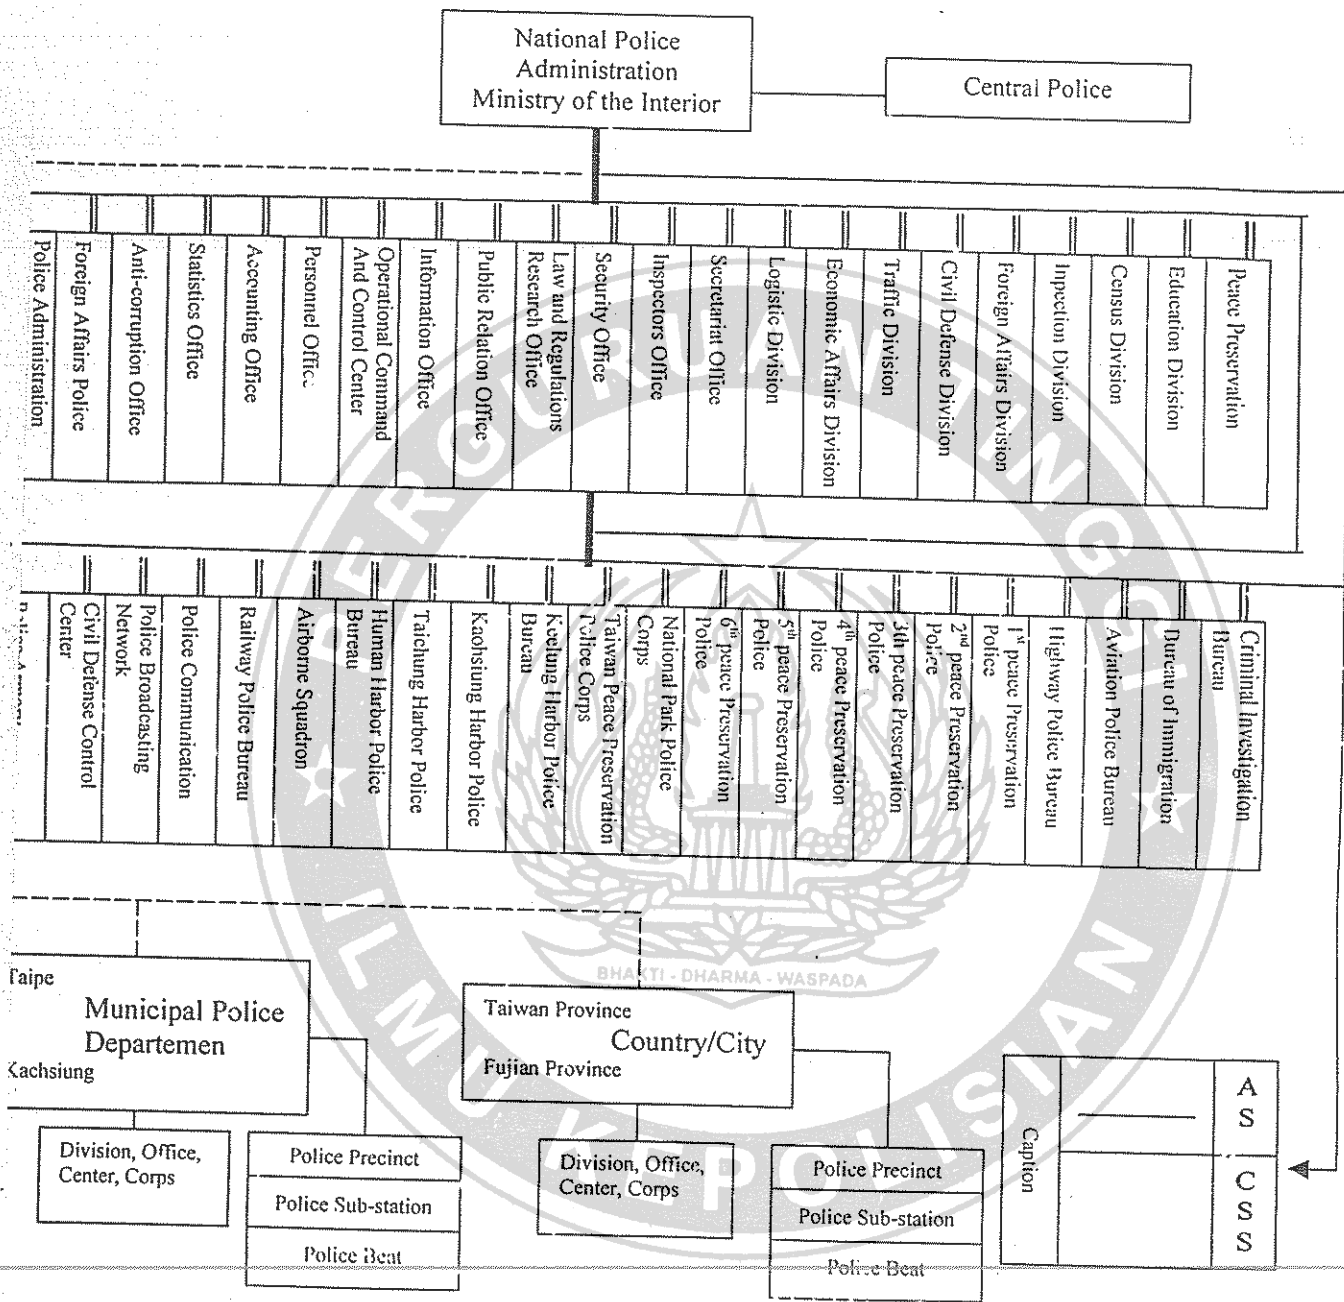 National Police
Administration
Ministry of the Interior
Central Police
Police Administration
Foreign Affairs Police
Anti-corruption Office
Statistics Office
Accounting Office
Personnel Office
Operational Command
And Control Center
Information Office
Public Relation Office
Law and Regulations
Research Office
Security Office
Inspectors Office
Secretariat Office
Logistic Division
Economic Affairs Division
Traffic Division
Civil Defense Division
Foreign Affairs Division
Inpection Division
Census Division
Education Division
Peace Preservation
Civil Defense Control
Center
Police Broadcasting
Network
Police Communication
Railway Police Bureau
Airborne Squadron
Human Harbor Police
Bureau
Taichung Harbor Police
Kaohsiung Harbor Police
Keelung Harbor Police
Bureau
Taiwan Peace Preservation
Police Corps
National Park Police
Corps
6th peace Preservation
Police
5th peace Preservation
Police
4th peace Preservation
Police
3th peace Preservation
Police
2nd peace Preservation
Police
1st peace Preservation
Police
Highway Police Bureau
Aviation Police Bureau
Bureau of Immigration
Criminal Investigation
Bureau
PERGURUAN TINGGI
ILMU KEPOLISIAN
BHAKTI - DHARMA - WASPADA
Taipe
Municipal Police
Departemen
Kachsiung
Division, Office,
Center, Corps
Police Precinct
Police Sub-station
Police Beat
Taiwan Province
Country/City
Fujian Province
Division, Office,
Center, Corps
Police Precinct
Police Sub-station
Police Beat
Caption
A
S
C
S
S